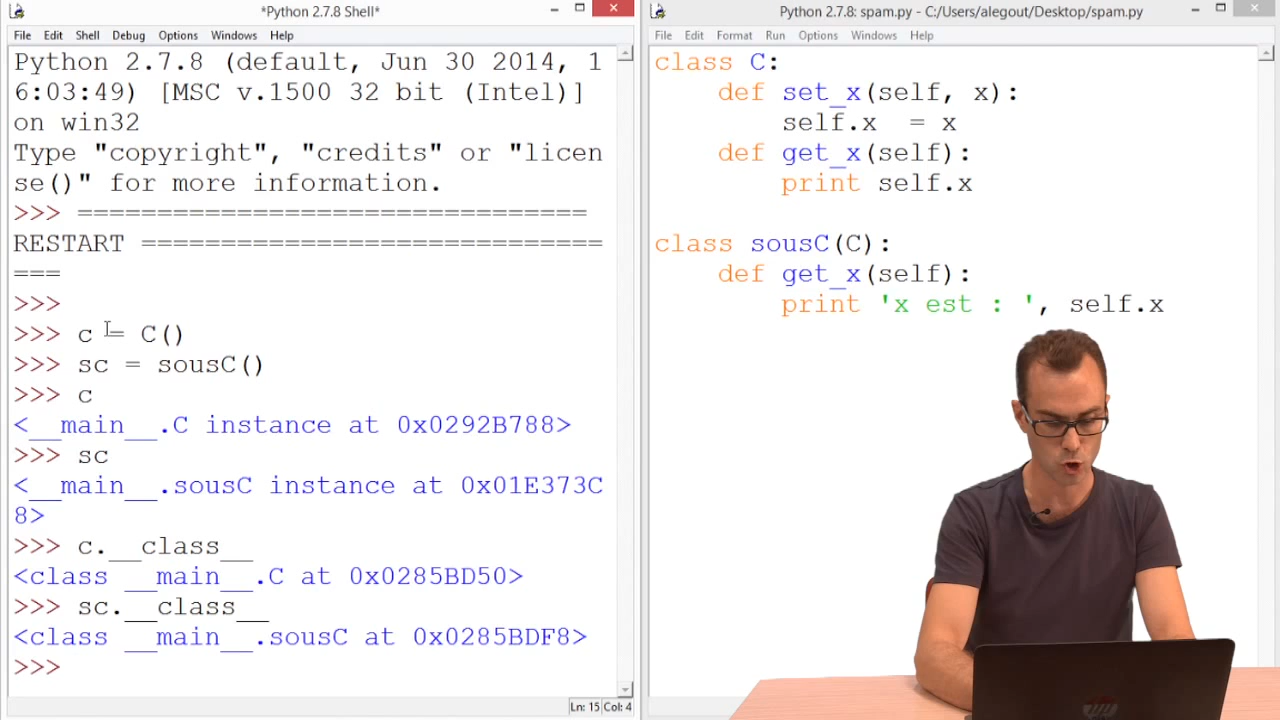 *Python 2.7.8 Shell*
File Edit Shell Debug Options Windows Help
Python 2.7.8 (default, Jun 30 2014, 1
6:03:49) [MSC v.1500 32 bit (Intel)]
on win32
Type "copyright", "credits" or "licen
se()" for more information.
>>> ================================
RESTART =============================
===
>>>
>>> c = C()
>>> sc = sousC()
>>> c
<__main__.C instance at 0x0292B788>
>>> sc
<__main__.sousC instance at 0x01E373C
8>
>>> c.__class__
<class __main__.C at 0x0285BD50>
>>> sc.__class__
<class __main__.sousC at 0x0285BDF8>
>>>
Ln: 15 Col: 4
Python 2.7.8: spam.py - C:/Users/alegout/Desktop/spam.py
File Edit Format Run Options Windows Help
class C:
    def set_x(self, x):
        self.x  = x
    def get_x(self):
        print self.x

class sousC(C):
    def get_x(self):
        print 'x est : ', self.x
hp